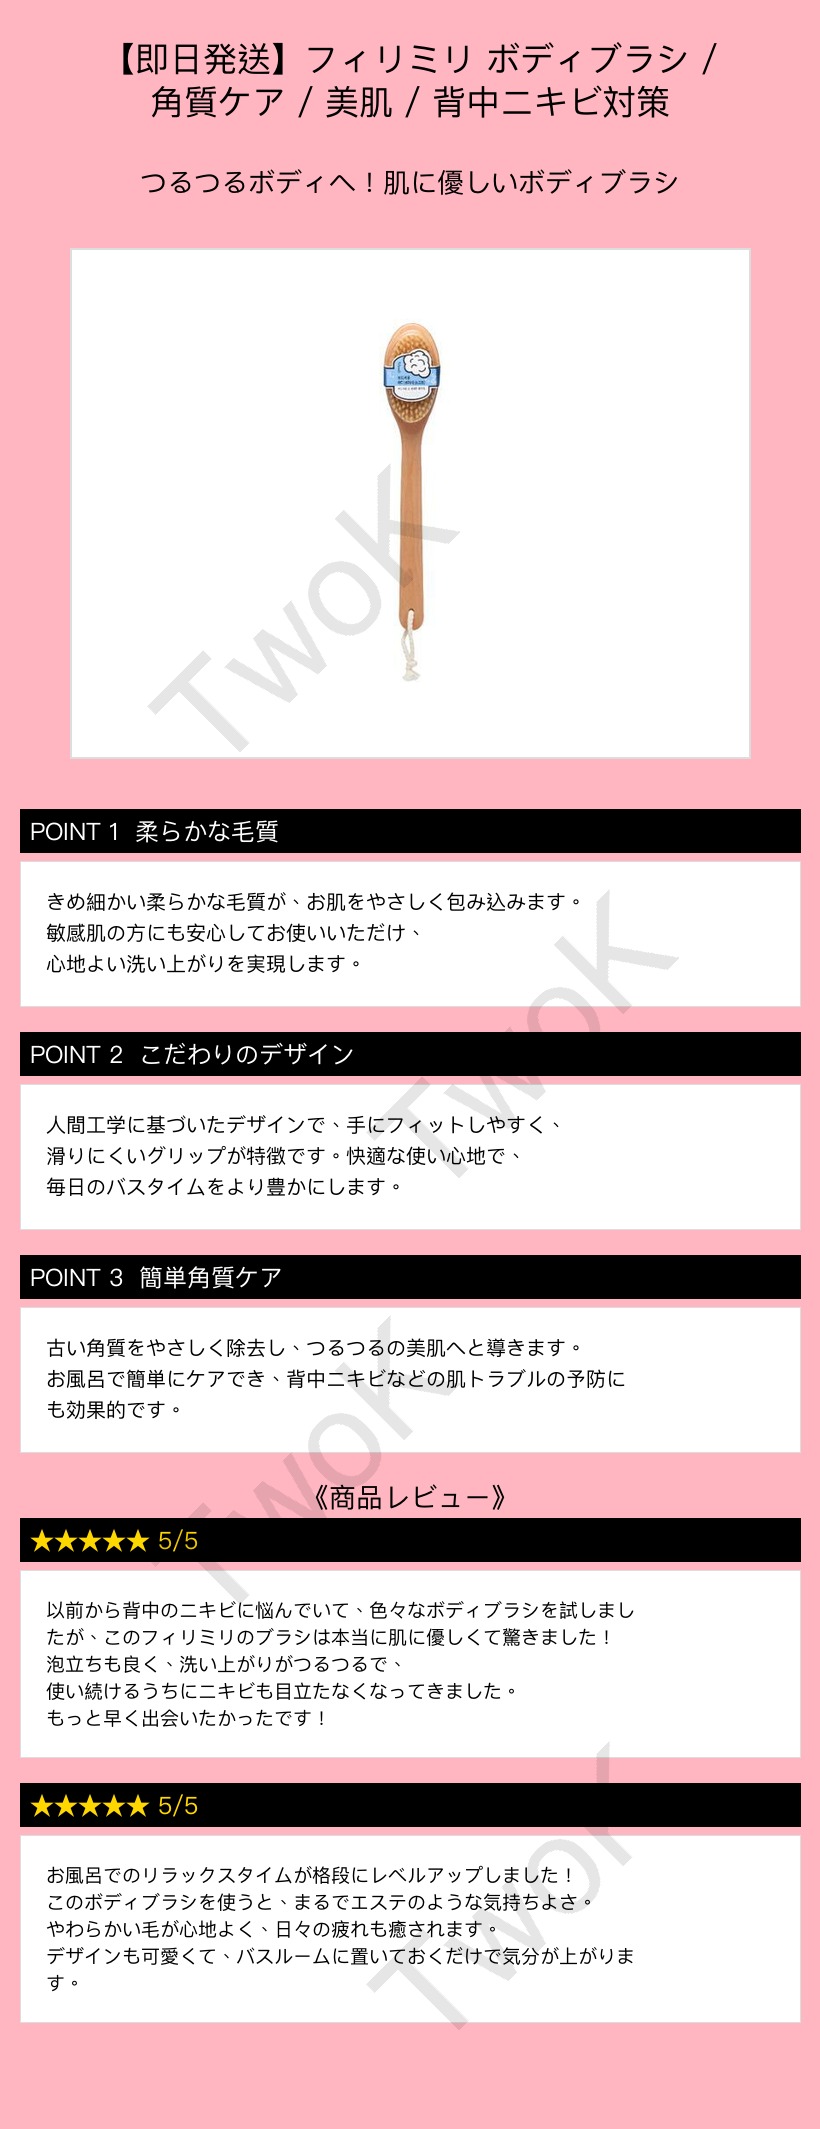 【即日発送】フィリミリ ボディブラシ /
角質ケア / 美肌 / 背中ニキビ対策
つるつるボディへ！肌に優しいボディブラシ
TwoK
POINT 1 柔らかな毛質
きめ細かい柔らかな毛質が、お肌をやさしく包み込みます。
敏感肌の方にも安心してお使いいただけ、
心地よい洗い上がりを実現します。
TwoK
POINT 2 こだわりのデザイン
人間工学に基づいたデザインで、手にフィットしやすく、
滑りにくいグリップが特徴です。快適な使い心地で、
毎日のバスタイムをより豊かにします。
POINT 3 簡単角質ケア
古い角質をやさしく除去し、つるつるの美肌へと導きます。
お風呂で簡単にケアでき、背中ニキビなどの肌トラブルの予防に
も効果的です。
TwoK
《商品レビュー》
★★★★★ 5/5
以前から背中のニキビに悩んでいて、色々なボディブラシを試しまし
たが、このフィリミリのブラシは本当に肌に優しくて驚きました！
泡立ちも良く、洗い上がりがつるつるで、
使い続けるうちにニキビも目立たなくなってきました。
もっと早く出会いたかったです！
★★★★★ 5/5
お風呂でのリラックスタイムが格段にレベルアップしました！
このボディブラシを使うと、まるでエステのような気持ちよさ。
やわらかい毛が心地よく、日々の疲れも癒されます。
デザインも可愛くて、バスルームに置いておくだけで気分が上がりま
す。
TwoK